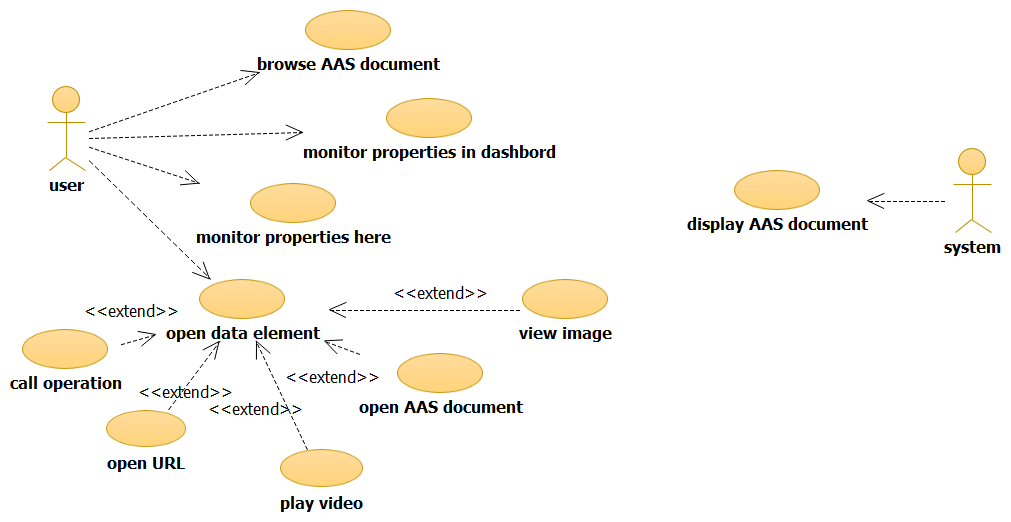 browse AAS document
monitor properties in dashbord
user
monitor properties here
display AAS document
system
<<extend>>
<<extend>>
open data element
view image
call operation
<<extend>>
<<extend>>
<<extend>>
open AAS document
open URL
play video